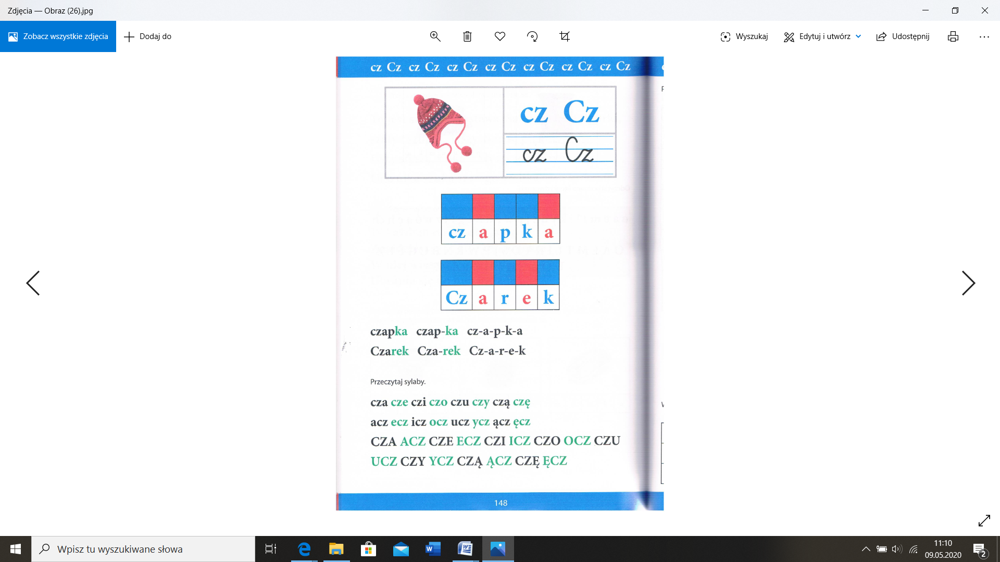 Zdjęcia — Obraz (26).jpg
Zobacz wszystkie zdjęcia
Dodaj do
Wyszukaj
Edytuj i utwórz
Udostępnij
cz Cz cz Cz cz Cz cz Cz cz Cz cz Cz cz Cz
cz Cz
cz Cz
cz a p k a
Cz a r e k
czapka czap-ka cz-a-p-k-a
Czarek Cza-rek Cz-a-r-e-k
Przeczytaj sylaby.
cza cze czi czo czu czy czą czę
acz ecz icz ocz ucz ycz ącz ęcz
CZA ACZ CZE ECZ CZI ICZ CZO OCZ CZU
UCZ CZY YCZ CZĄ ĄCZ CZĘ ĘCZ
148
Wpisz tu wyszukiwane słowa
11:10
09.05.2020
2